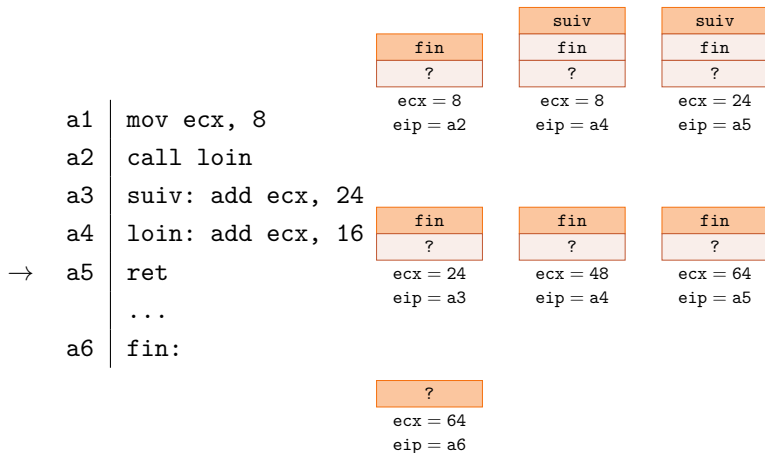 a1 mov ecx, 8
a2 call loin
a3 suiv: add ecx, 24
a4 loin: add ecx, 16
→ a5 ret
...
a6 fin:
fin
?
ecx = 8
eip = a2
suiv
fin
?
ecx = 8
eip = a4
suiv
fin
?
ecx = 24
eip = a5
fin
?
ecx = 24
eip = a3
fin
?
ecx = 48
eip = a4
fin
?
ecx = 64
eip = a5
?
ecx = 64
eip = a6